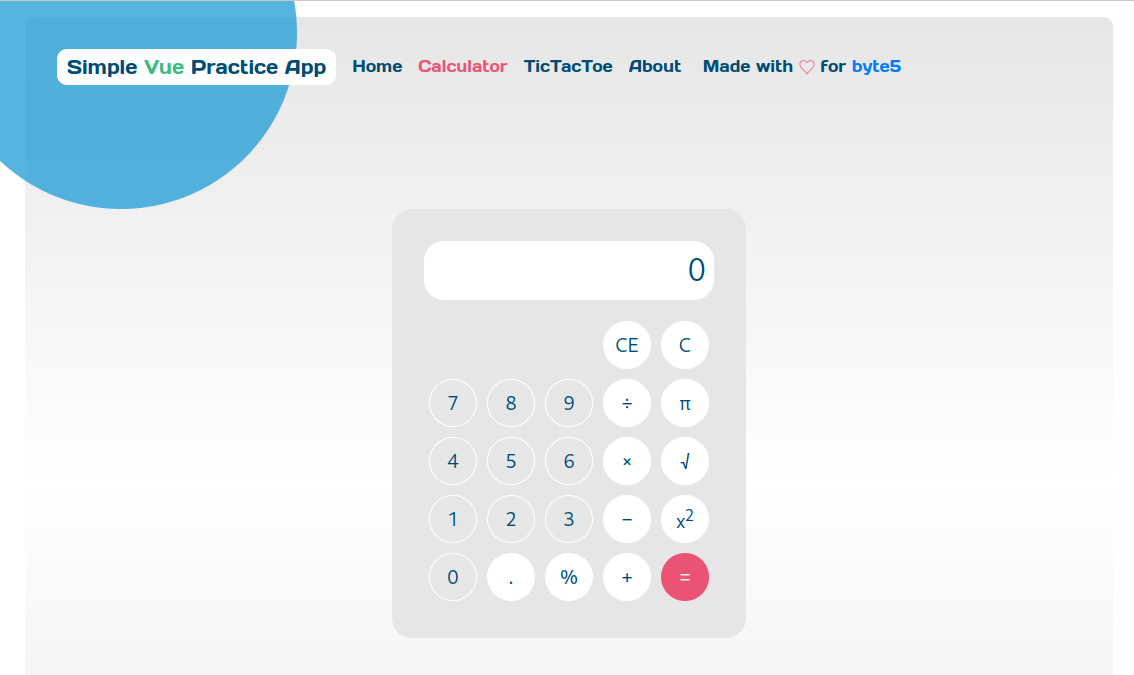 Simple Vue Practice App Home Calculator TicTacToe About Made with ♡ for byte5
0
CE C
7 8 9 ÷ π
4 5 6 × √
1 2 3 − x²
0 . % + =